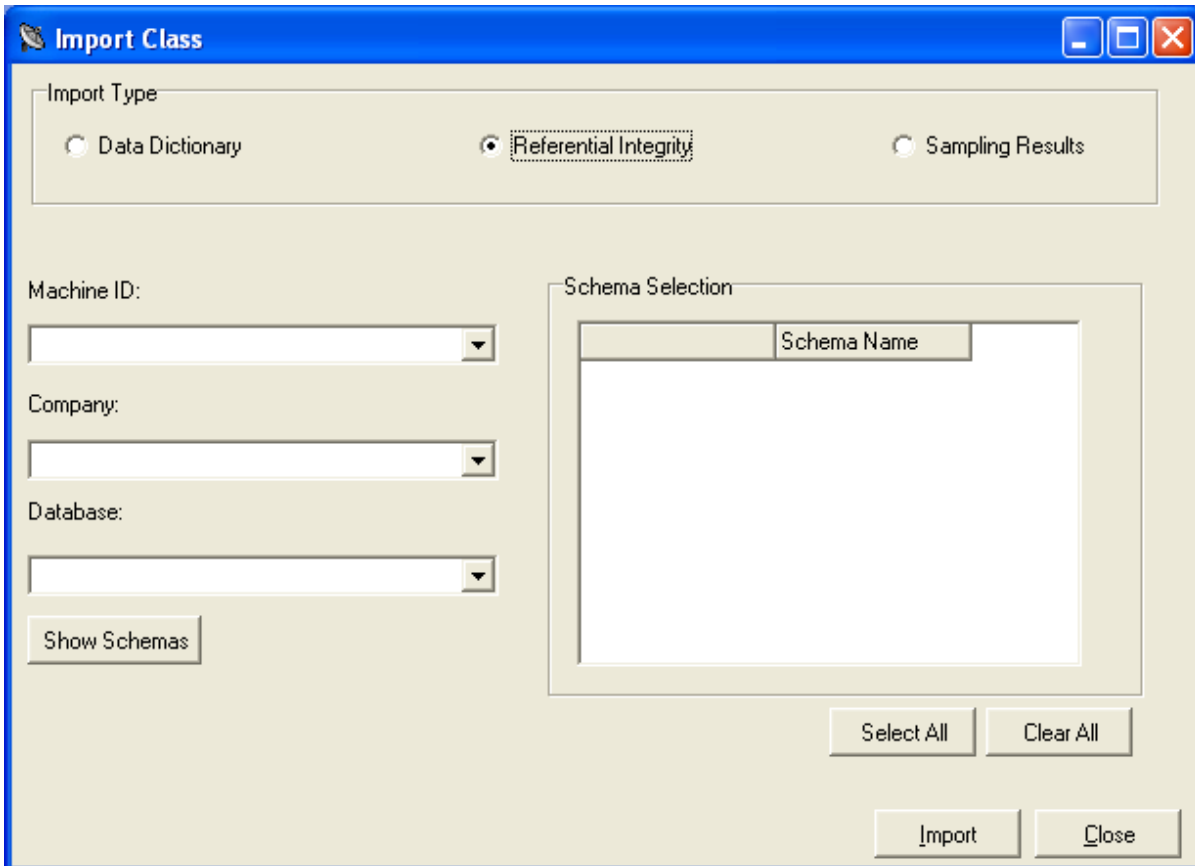 Import Class
Import Type
Data Dictionary
Referential Integrity
Sampling Results
Machine ID:
Schema Selection
Schema Name
Company:
Database:
Show Schemas
Select All
Clear All
Import
Close